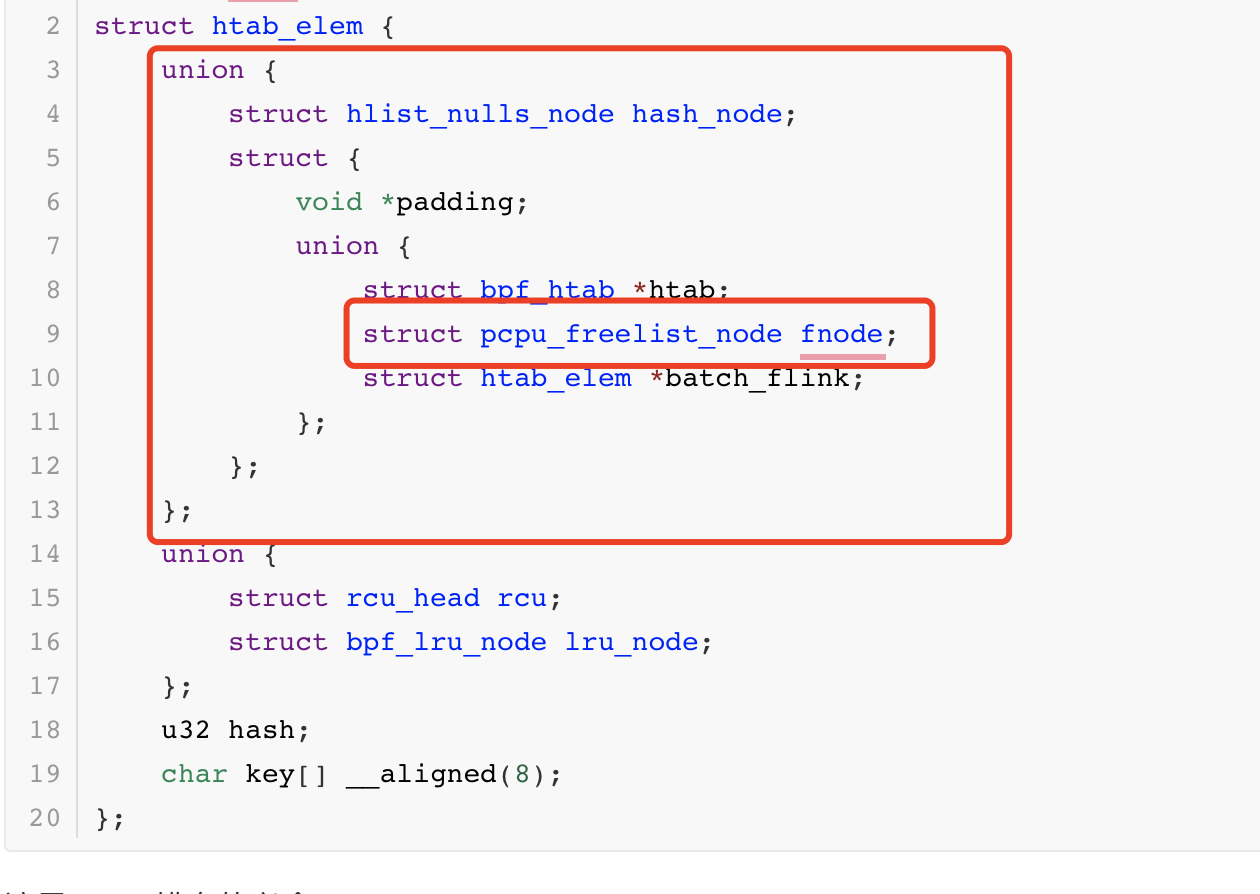 2 struct htab_elem {
3 union {
4 struct hlist_nulls_node hash_node;
5 struct {
6 void *padding;
7 union {
8 struct bpf_htab *htab;
9 struct pcpu_freelist_node fnode;
10 struct htab_elem *batch_flink;
11 };
12 };
13 };
14 union {
15 struct rcu_head rcu;
16 struct bpf_lru_node lru_node;
17 };
18 u32 hash;
19 char key[] __aligned(8);
20 };